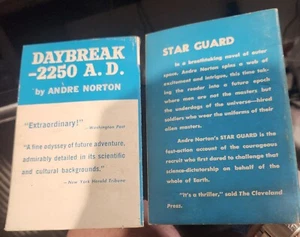 DAYBREAK
-2250 A. D.
by ANDRE NORTON
"Extraordinary!" —Washington Post
"A fine odyssey of future adventure,
admirably detailed in its scientific
and cultural backgrounds."
—New York Herald Tribune
STAR GUARD
is a breathtaking novel of outer
space. Andre Norton spins a web of
excitement and intrigue, this time tak-
ing the reader into a future epoch
where men are not the masters but
the underdogs of the universe—hired
soldiers who wear the uniforms of their
alien masters.
Andre Norton's STAR GUARD is the
fast-action account of the courageous
recruit who first dared to challenge that
science-dictatorship on behalf of the
whole of Earth.
"It's a thriller," said The Cleveland
Press.